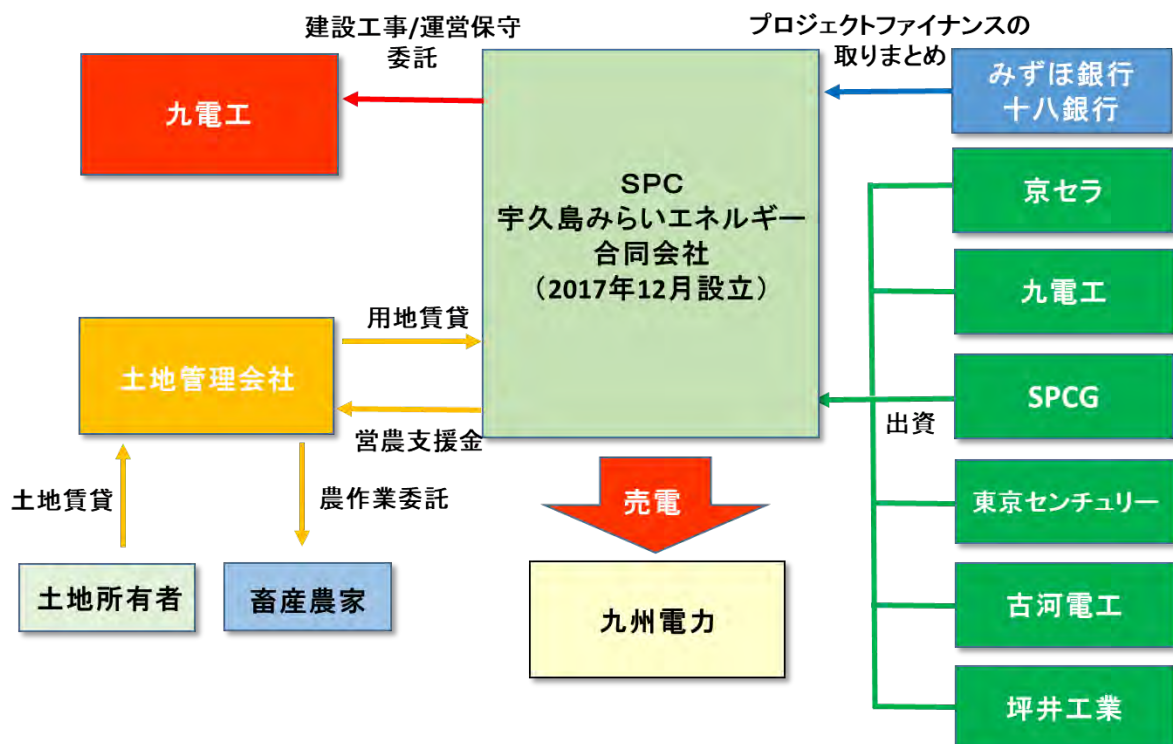 建設工事/運営保守
委託
プロジェクトファイナンスの
取りまとめ
九電工
みずほ銀行
十八銀行
SPC
宇久島みらいエネルギー
合同会社
（2017年12月設立）
京セラ
九電工
SPCG
東京センチュリー
古河電工
坪井工業
出資
用地賃貸
土地管理会社
営農支援金
土地賃貸
農作業委託
土地所有者
畜産農家
売電
九州電力